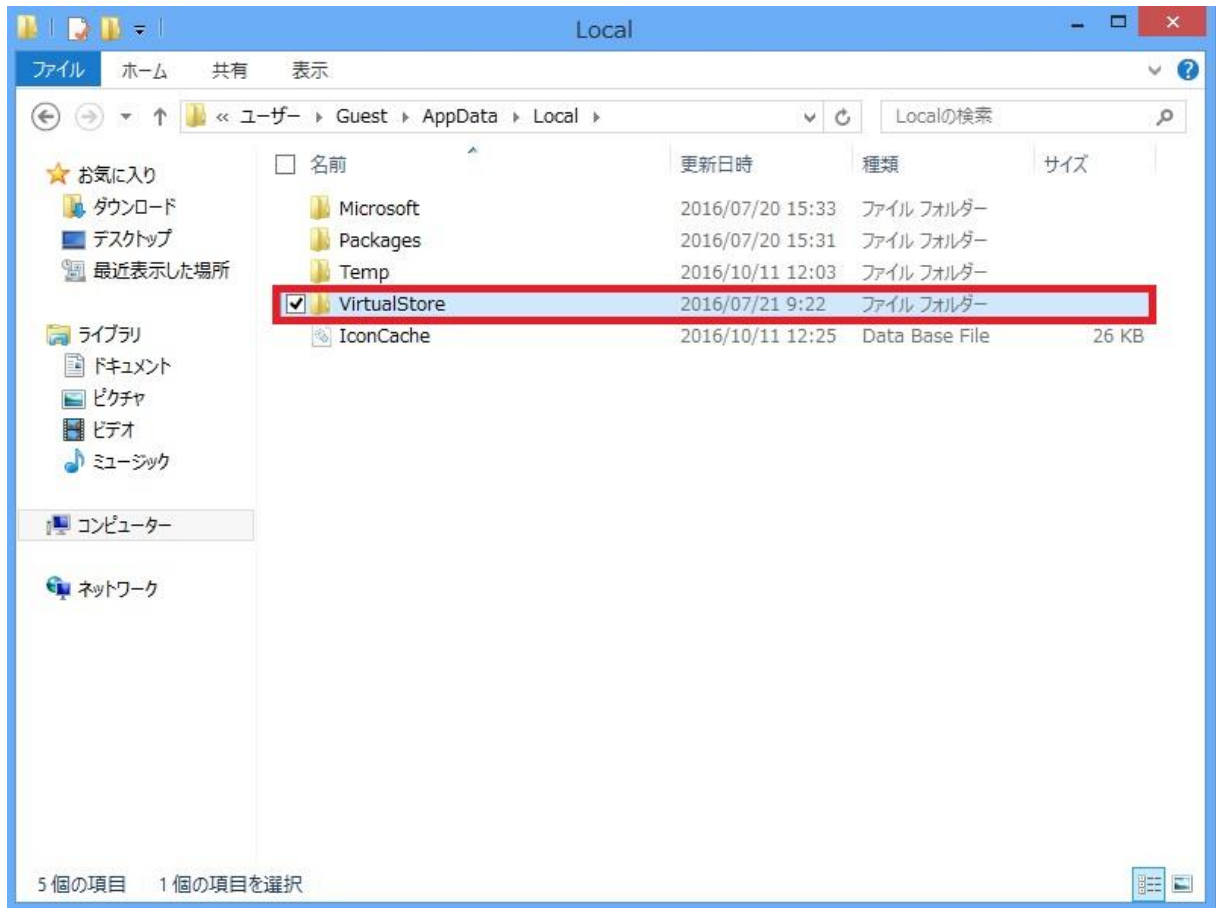 Local
ファイル ホーム 共有 表示
« ユーザー Guest AppData Local Localの検索
名前 更新日時 種類 サイズ
お気に入り
ダウンロード
デスクトップ
最近表示した場所
ライブラリ
ドキュメント
ピクチャ
ビデオ
ミュージック
コンピューター
ネットワーク
Microsoft 2016/07/20 15:33 ファイル フォルダー
Packages 2016/07/20 15:31 ファイル フォルダー
Temp 2016/10/11 12:03 ファイル フォルダー
VirtualStore 2016/07/21 9:22 ファイル フォルダー
IconCache 2016/10/11 12:25 Data Base File 26 KB
5 個の項目 1 個の項目を選択